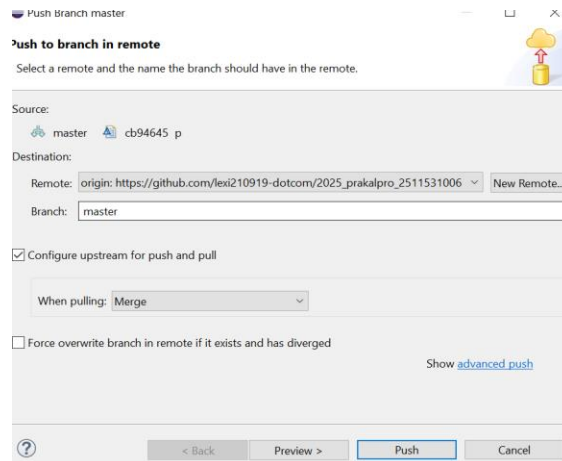 Push Branch master
Push to branch in remote
Select a remote and the name the branch should have in the remote.
Source:
master cb94645 p
Destination:
Remote: origin: https://github.com/lexi210919-dotcom/2025_prakalpro_2511531006 New Remote..
Branch: master
Configure upstream for push and pull
When pulling: Merge
Force overwrite branch in remote if it exists and has diverged
Show advanced push
? < Back Preview > Push Cancel